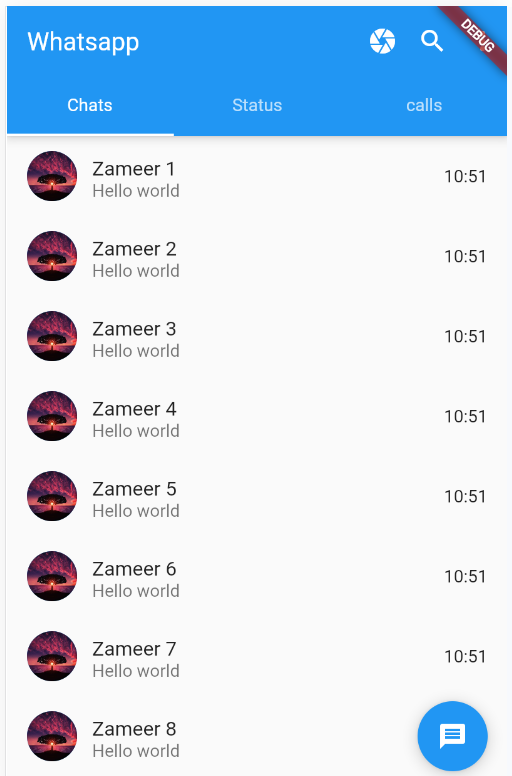 Whatsapp
DEBUG
Chats Status calls
Zameer 1
Hello world
10:51
Zameer 2
Hello world
10:51
Zameer 3
Hello world
10:51
Zameer 4
Hello world
10:51
Zameer 5
Hello world
10:51
Zameer 6
Hello world
10:51
Zameer 7
Hello world
10:51
Zameer 8
Hello world